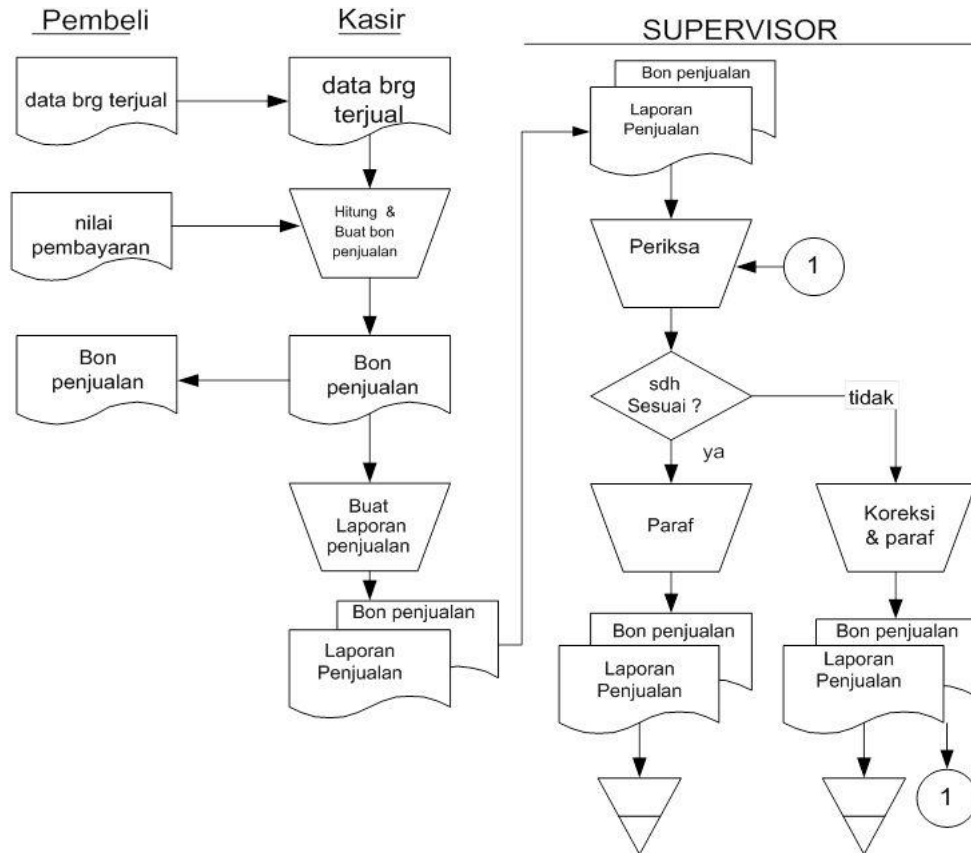 Pembeli
Kasir
SUPERVISOR
data brg terjual
data brg
terjual
nilai
pembayaran
Hitung &
Buat bon
penjualan
Bon
penjualan
Bon
penjualan
Buat
Laporan
penjualan
Bon penjualan
Laporan
Penjualan
Bon penjualan
Laporan
Penjualan
Periksa
1
sdh
Sesuai ?
tidak
ya
Paraf
Koreksi
& paraf
Bon penjualan
Laporan
Penjualan
Bon penjualan
Laporan
Penjualan
1